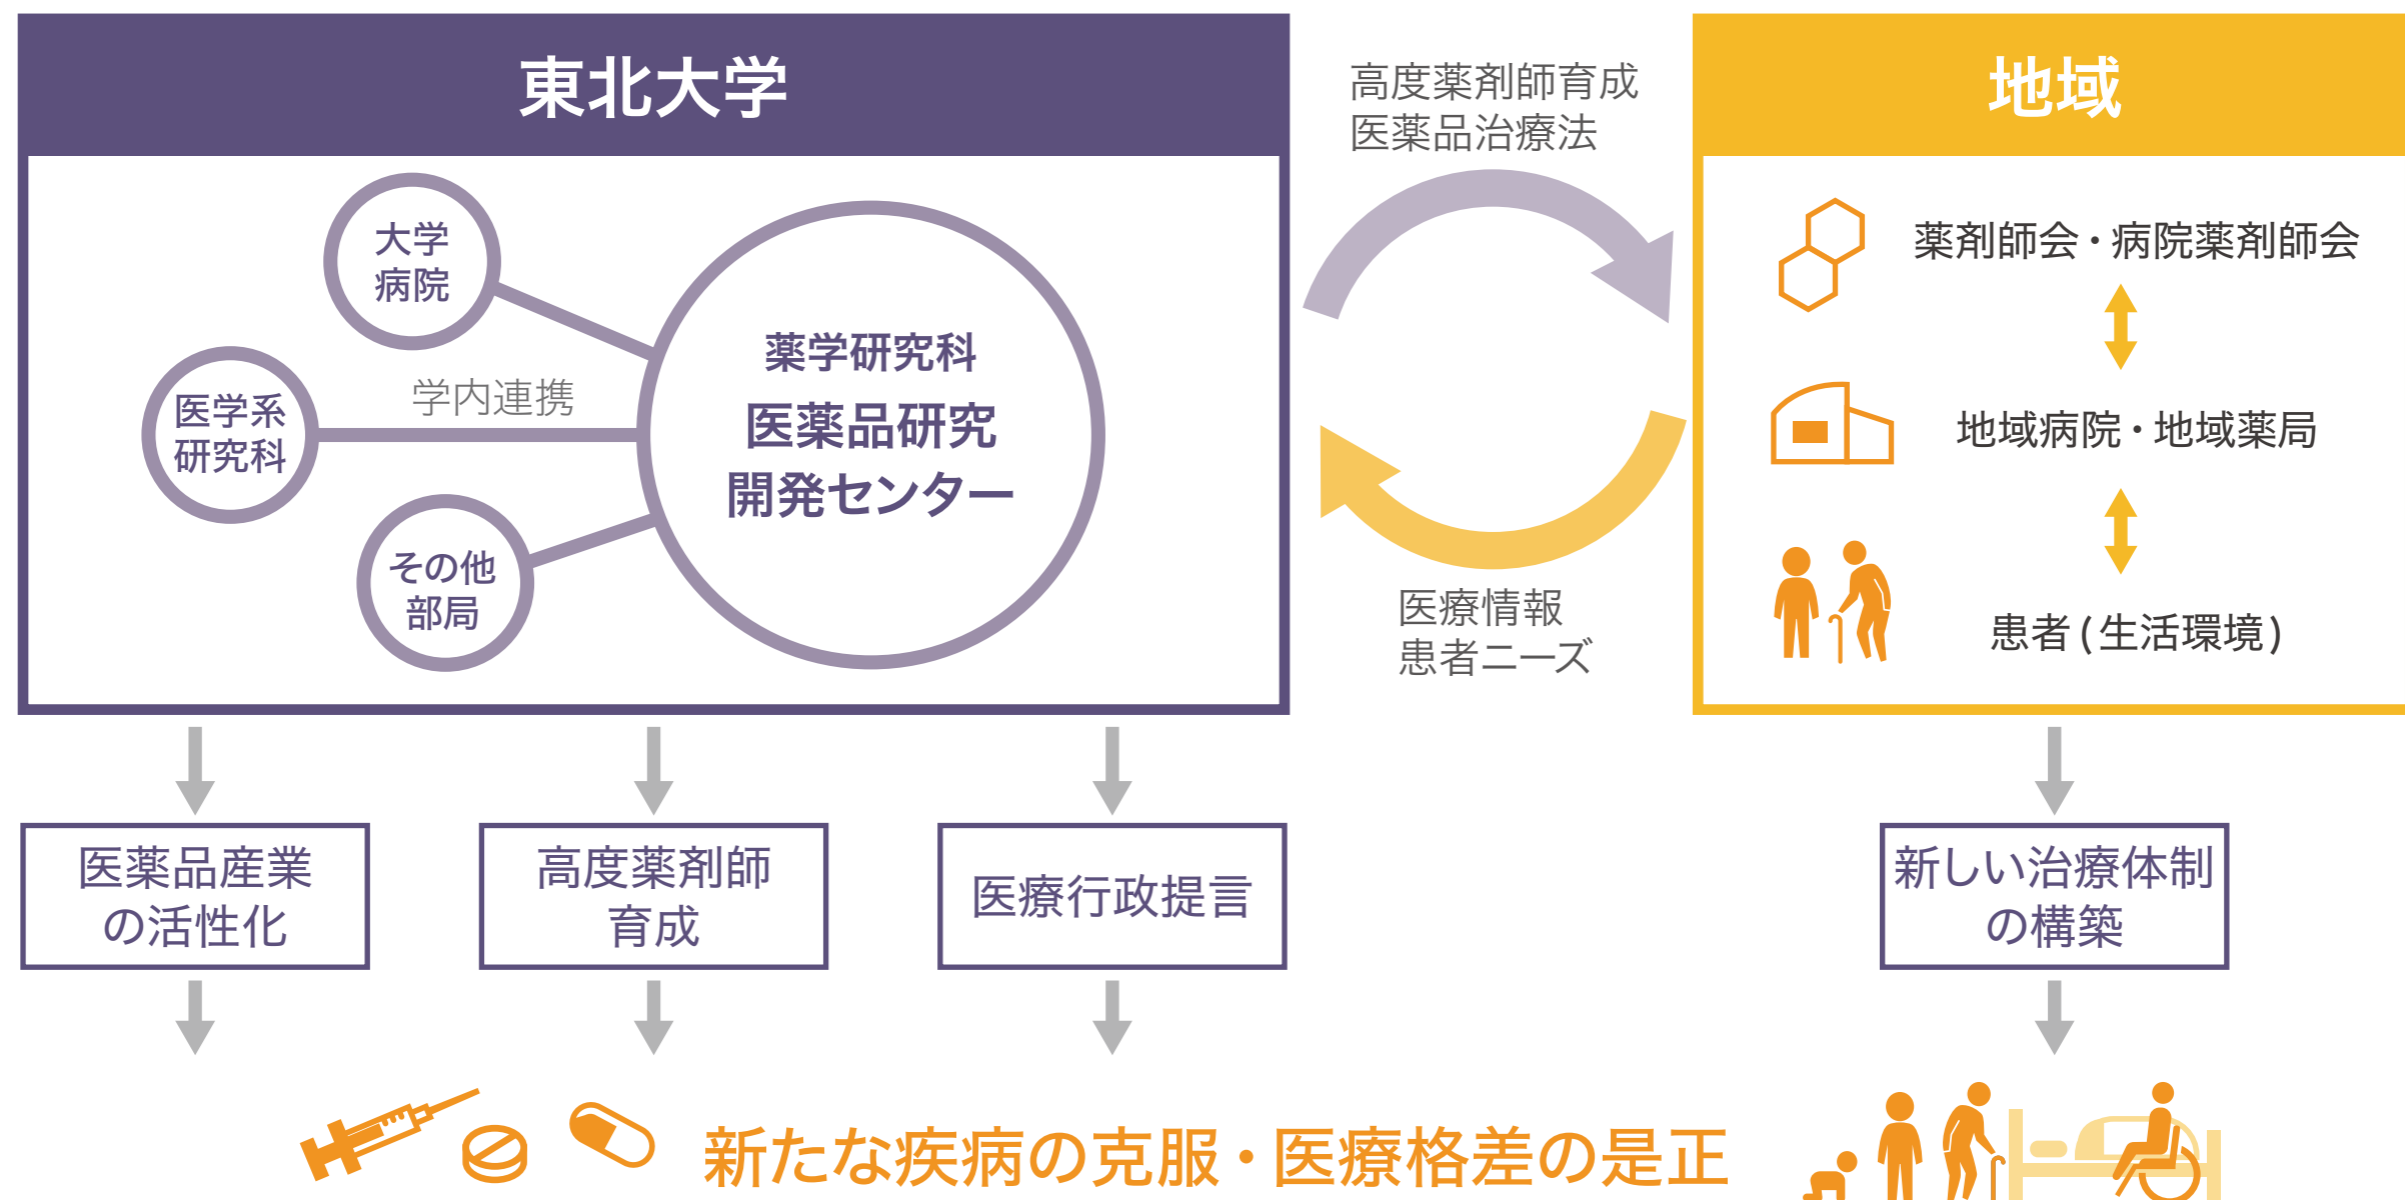 東北大学
大学
病院
医学系
研究科
学内連携
その他
部局
薬学研究科
医薬品研究
開発センター
高度薬剤師育成
医薬品治療法
医療情報
患者ニーズ
地域
薬剤師会・病院薬剤師会
地域病院・地域薬局
患者(生活環境)
医薬品産業
の活性化
高度薬剤師
育成
医療行政提言
新しい治療体制
の構築
新たな疾病の克服・医療格差の是正